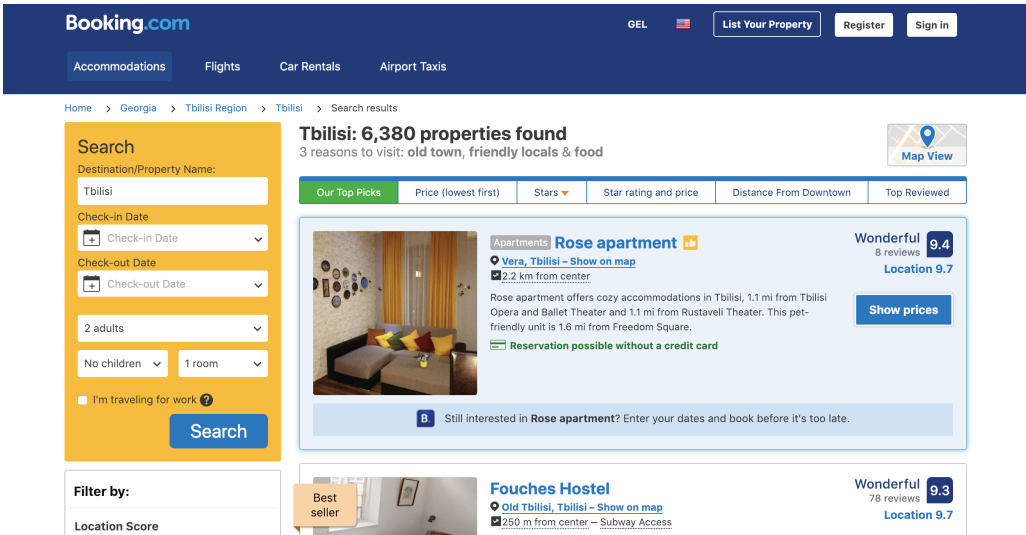 Booking.com
GEL
List Your Property
Register
Sign in
Accommodations
Flights
Car Rentals
Airport Taxis
Home > Georgia > Tbilisi Region > Tbilisi > Search results
Search
Destination/Property Name:
Tbilisi
Check-in Date
Check-in Date
Check-out Date
Check-out Date
2 adults
No children
1 room
I'm traveling for work ?
Search
Filter by:
Location Score
Tbilisi: 6,380 properties found
3 reasons to visit: old town, friendly locals & food
Map View
Our Top Picks
Price (lowest first)
Stars
Star rating and price
Distance From Downtown
Top Reviewed
Apartments Rose apartment
Vera, Tbilisi – Show on map
2.2 km from center
Rose apartment offers cozy accommodations in Tbilisi, 1.1 mi from Tbilisi
Opera and Ballet Theater and 1.1 mi from Rustaveli Theater. This pet-
friendly unit is 1.6 mi from Freedom Square.
Reservation possible without a credit card
Wonderful 9.4
8 reviews
Location 9.7
Show prices
B. Still interested in Rose apartment? Enter your dates and book before it's too late.
Best
seller
Fouches Hostel
Old Tbilisi, Tbilisi – Show on map
250 m from center – Subway Access
Wonderful 9.3
78 reviews
Location 9.7